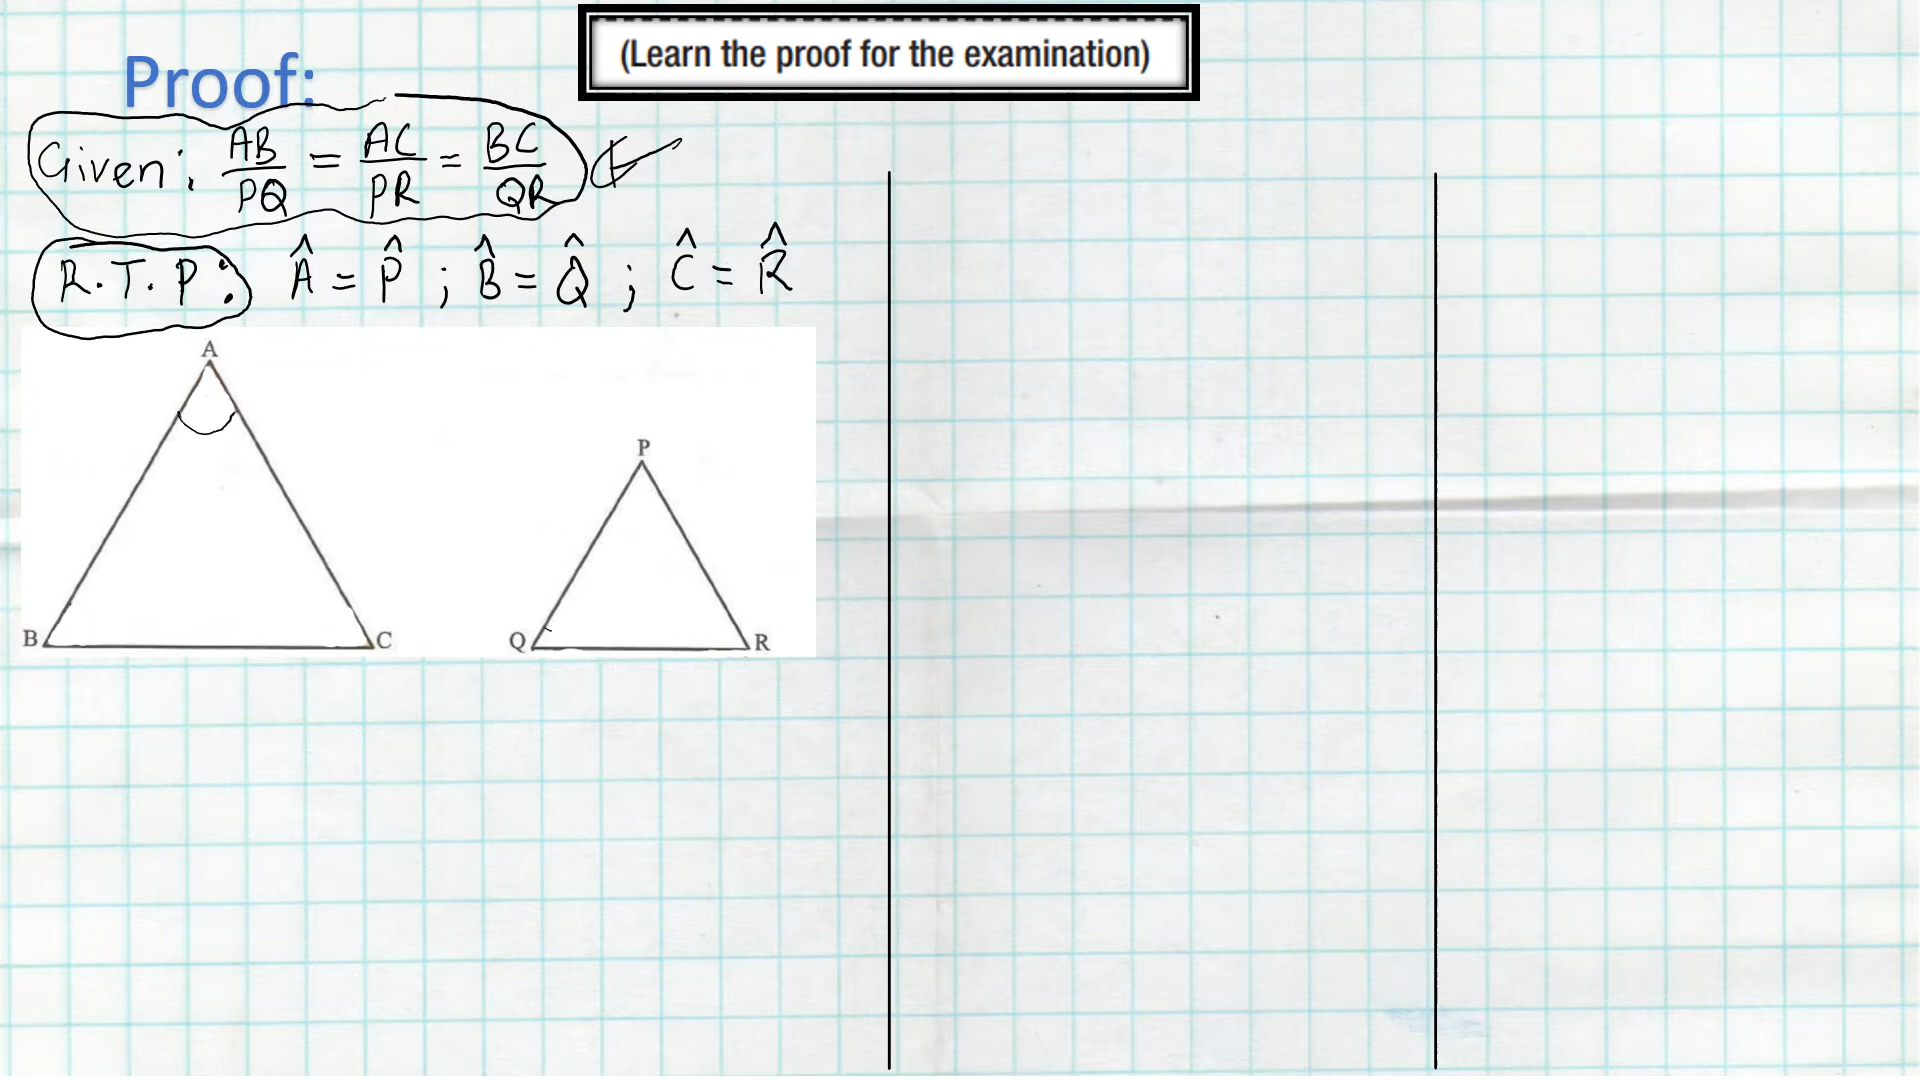 (Learn the proof for the examination)
Proof:
Given: AB/PQ = AC/PR = BC/QR
R.T.P: Â = P̂ ; B̂ = Q̂ ; Ĉ = R̂
A
P
B C Q R